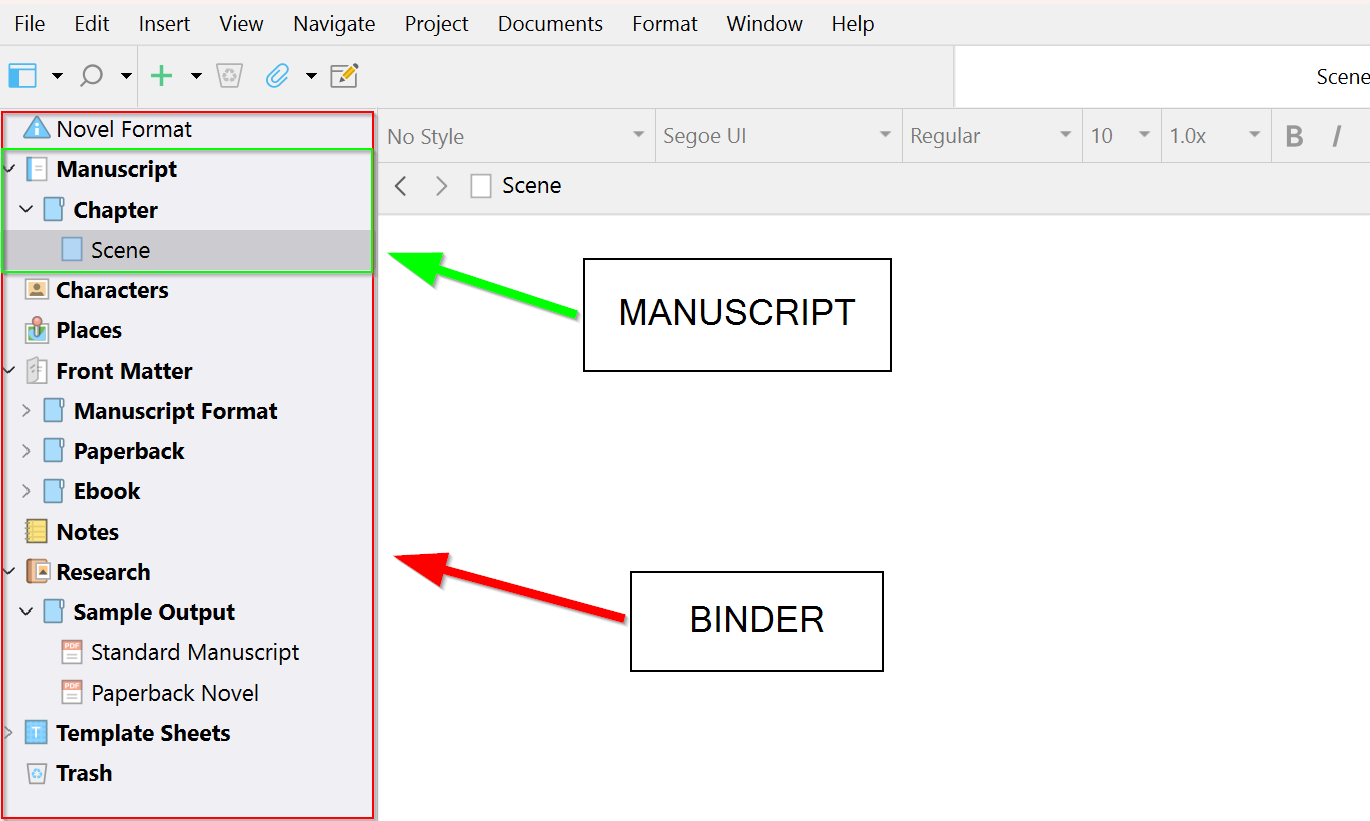 File Edit Insert View Navigate Project Documents Format Window Help
Scene
Novel Format
Manuscript
Chapter
Scene
Characters
Places
Front Matter
Manuscript Format
Paperback
Ebook
Notes
Research
Sample Output
PDF Standard Manuscript
PDF Paperback Novel
T Template Sheets
Trash
No Style Segoe UI Regular 10 1.0x B I
Scene
MANUSCRIPT
BINDER